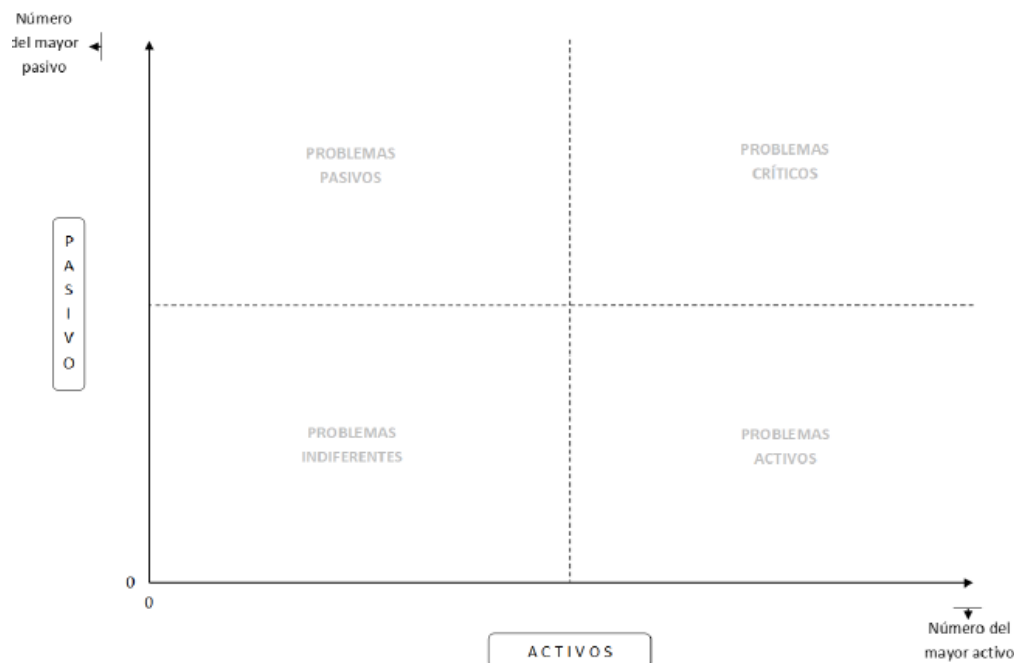 Número
del mayor
pasivo
PROBLEMAS
PASIVOS
PROBLEMAS
CRÍTICOS
P
A
S
I
V
O
PROBLEMAS
INDIFERENTES
PROBLEMAS
ACTIVOS
0
0
Número del
mayor activo
ACTIVOS